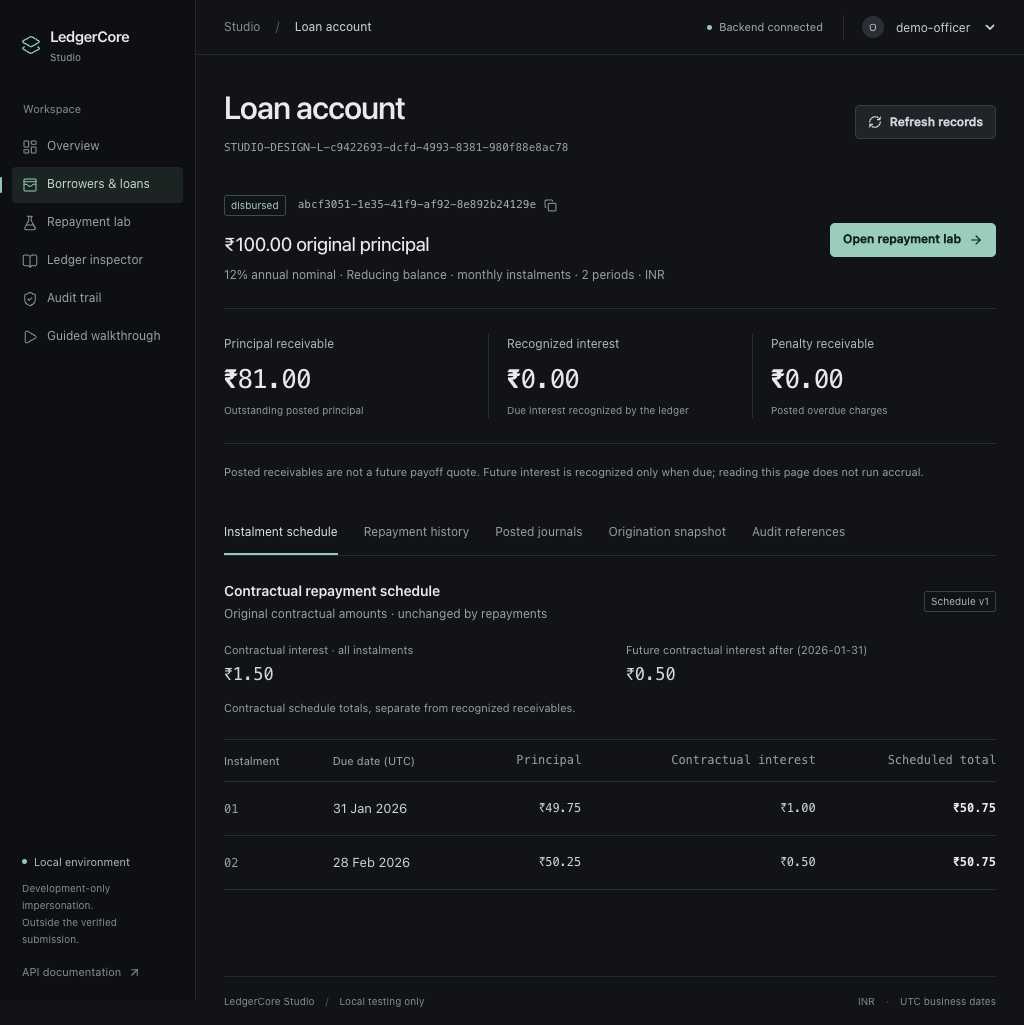 LedgerCore
Studio
Workspace
Overview
Borrowers & loans
Repayment lab
Ledger inspector
Audit trail
Guided walkthrough
Local environment
Development-only
impersonation.
Outside the verified
submission.
API documentation
Studio / Loan account
Backend connected
O demo-officer
Loan account
STUDIO-DESIGN-L-c9422693-dcfd-4993-8381-980f88e8ac78
Refresh records
disbursed abcf3051-1e35-41f9-af92-8e892b24129e
₹100.00 original principal
12% annual nominal · Reducing balance · monthly instalments · 2 periods · INR
Open repayment lab
Principal receivable
₹81.00
Outstanding posted principal
Recognized interest
₹0.00
Due interest recognized by the ledger
Penalty receivable
₹0.00
Posted overdue charges
Posted receivables are not a future payoff quote. Future interest is recognized only when due; reading this page does not run accrual.
Instalment schedule Repayment history Posted journals Origination snapshot Audit references
Contractual repayment schedule
Original contractual amounts · unchanged by repayments
Schedule v1
Contractual interest · all instalments
₹1.50
Future contractual interest after (2026-01-31)
₹0.50
Contractual schedule totals, separate from recognized receivables.
Instalment Due date (UTC) Principal Contractual interest Scheduled total
01 31 Jan 2026 ₹49.75 ₹1.00 ₹50.75
02 28 Feb 2026 ₹50.25 ₹0.50 ₹50.75
LedgerCore Studio / Local testing only
INR · UTC business dates